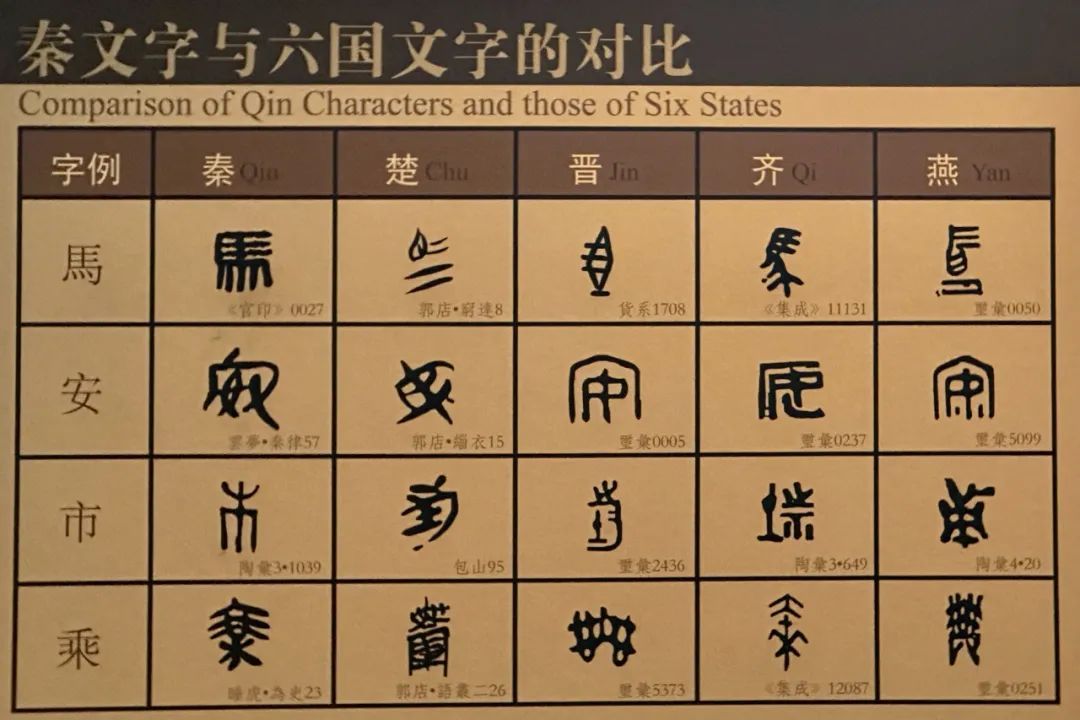 秦文字与六国文字的对比
Comparison of Qin Characters and those of Six States
字例 秦 Qin 楚 Chu 晋 Jin 齐 Qi 燕 Yan
馬
《官印》0027 郭店•窮達8 货系1708 《集成》11131 璽彙0050
安
雲夢•秦律57 郭店•緇衣15 璽彙0005 璽彙0237 璽彙5099
市
陶彙3•1039 包山95 璽彙2436 陶彙3•649 陶彙4•20
乘
睡虎•為吏23 郭店•語叢二26 璽彙5373 《集成》12087 璽彙0251